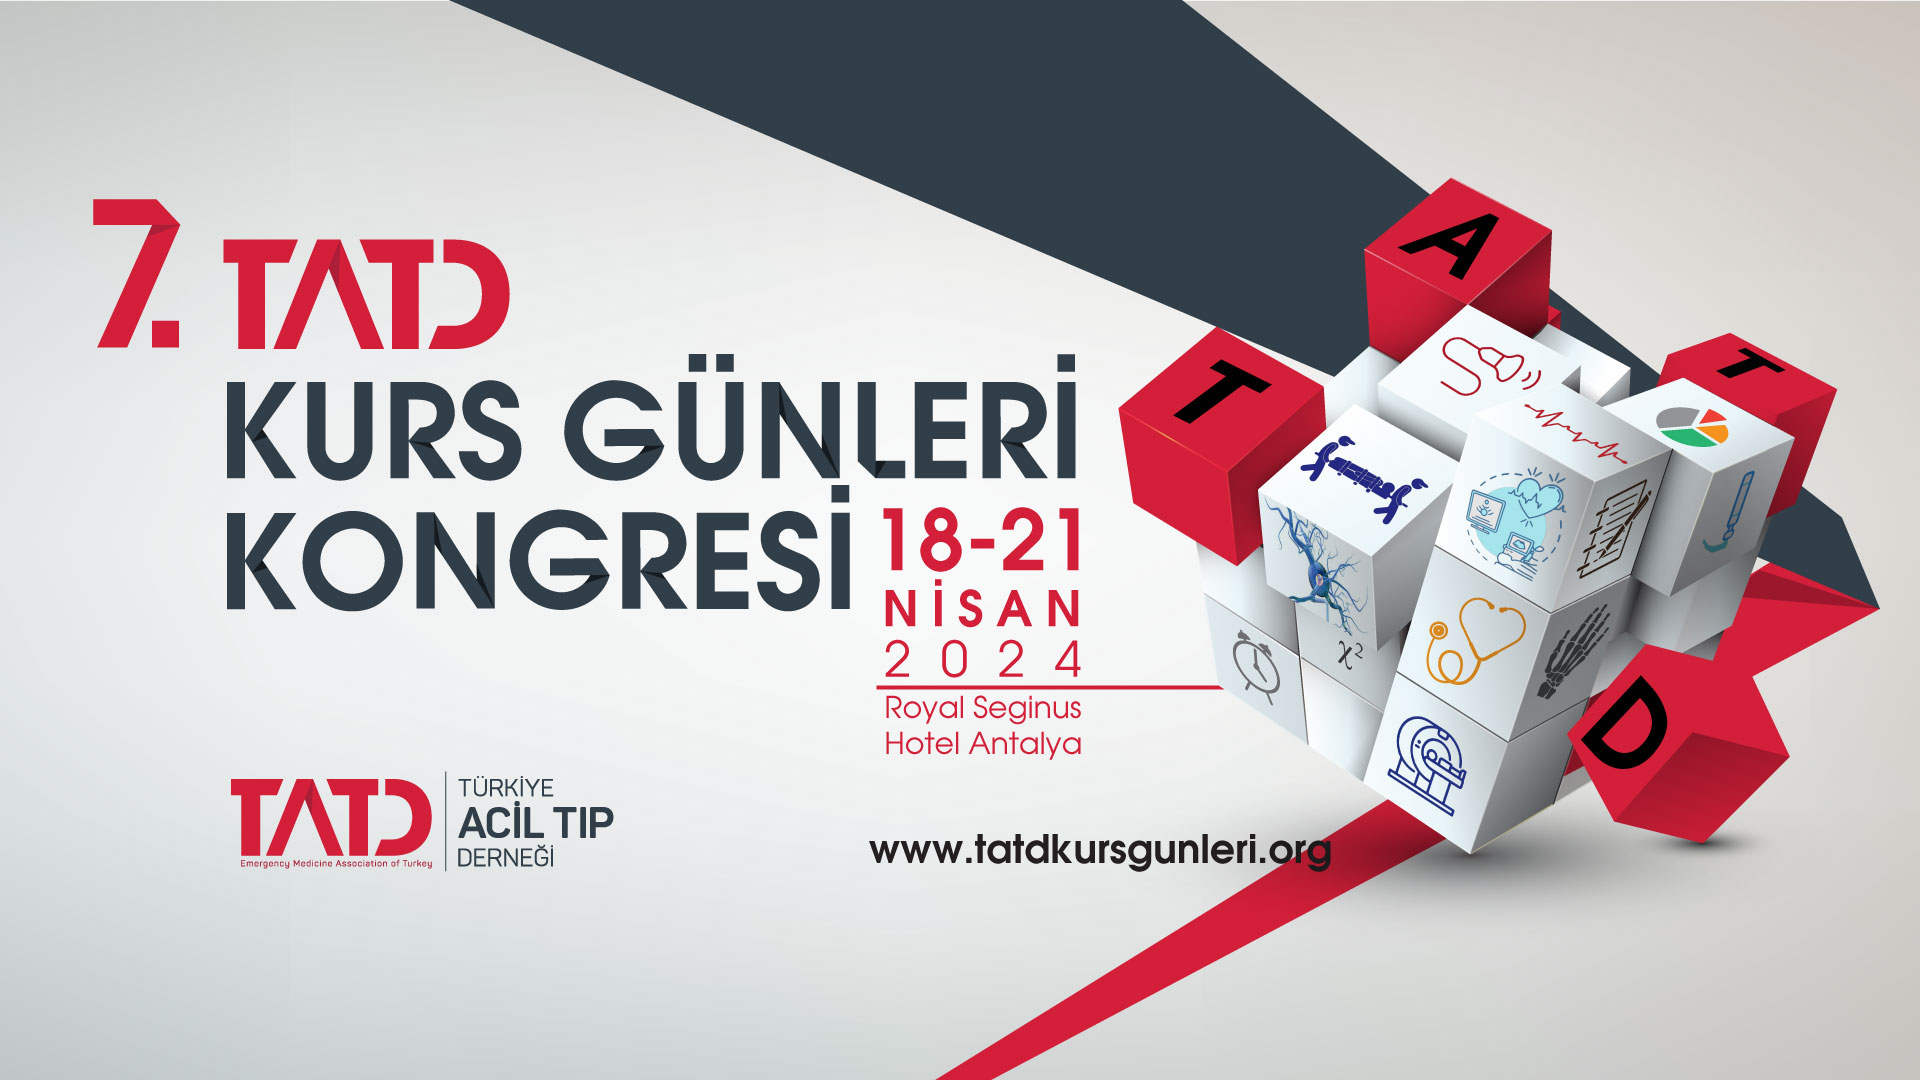 7. TATD
KURS GÜNLERİ
KONGRESİ
18-21
NİSAN
2024
Royal Seginus
Hotel Antalya
TATD
Emergency Medicine Association of Turkey
TÜRKİYE
ACİL TIP
DERNEĞİ
www.tatdkursgunleri.org
A
T
T
D
χ²